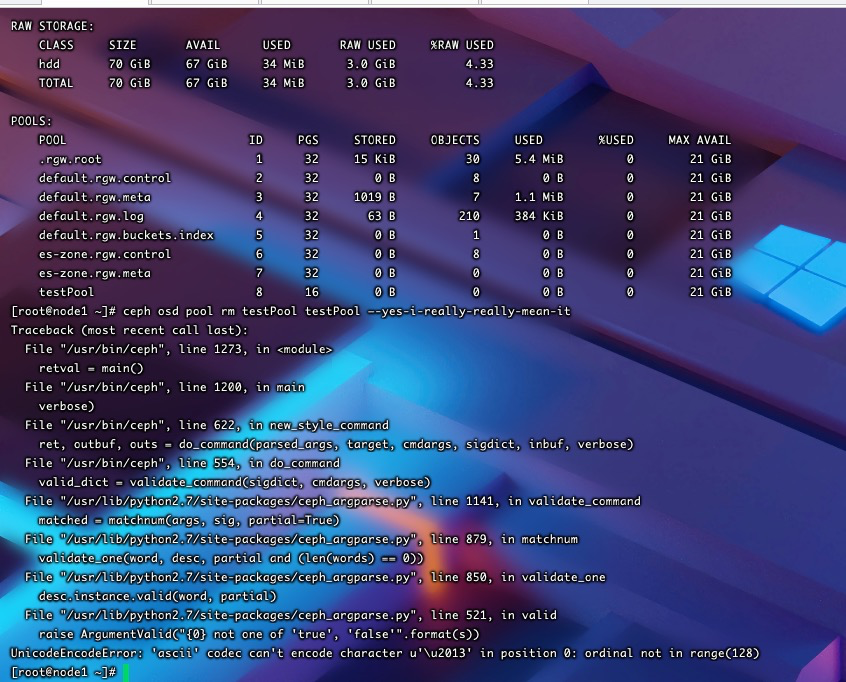 RAW STORAGE:
CLASS SIZE AVAIL USED RAW USED %RAW USED
hdd 70 GiB 67 GiB 34 MiB 3.0 GiB 4.33
TOTAL 70 GiB 67 GiB 34 MiB 3.0 GiB 4.33
POOLS:
POOL ID PGS STORED OBJECTS USED %USED MAX AVAIL
.rgw.root 1 32 15 KiB 30 5.4 MiB 0 21 GiB
default.rgw.control 2 32 0 B 8 0 B 0 21 GiB
default.rgw.meta 3 32 1019 B 7 1.1 MiB 0 21 GiB
default.rgw.log 4 32 63 B 210 384 KiB 0 21 GiB
default.rgw.buckets.index 5 32 0 B 1 0 B 0 21 GiB
es-zone.rgw.control 6 32 0 B 8 0 B 0 21 GiB
es-zone.rgw.meta 7 32 0 B 0 0 B 0 21 GiB
testPool 8 16 0 B 0 0 B 0 21 GiB
[root@node1 ~]# ceph osd pool rm testPool testPool –-yes-i-really-really-mean-it
Traceback (most recent call last):
File "/usr/bin/ceph", line 1273, in <module>
retval = main()
File "/usr/bin/ceph", line 1200, in main
verbose)
File "/usr/bin/ceph", line 622, in new_style_command
ret, outbuf, outs = do_command(parsed_args, target, cmdargs, sigdict, inbuf, verbose)
File "/usr/bin/ceph", line 554, in do_command
valid_dict = validate_command(sigdict, cmdargs, verbose)
File "/usr/lib/python2.7/site-packages/ceph_argparse.py", line 1141, in validate_command
matched = matchnum(args, sig, partial=True)
File "/usr/lib/python2.7/site-packages/ceph_argparse.py", line 879, in matchnum
validate_one(word, desc, partial and (len(words) == 0))
File "/usr/lib/python2.7/site-packages/ceph_argparse.py", line 850, in validate_one
desc.instance.valid(word, partial)
File "/usr/lib/python2.7/site-packages/ceph_argparse.py", line 521, in valid
raise ArgumentValid("{0} not one of 'true', 'false'".format(s))
UnicodeEncodeError: 'ascii' codec can't encode character u'\u2013' in position 0: ordinal not in range(128)
[root@node1 ~]#